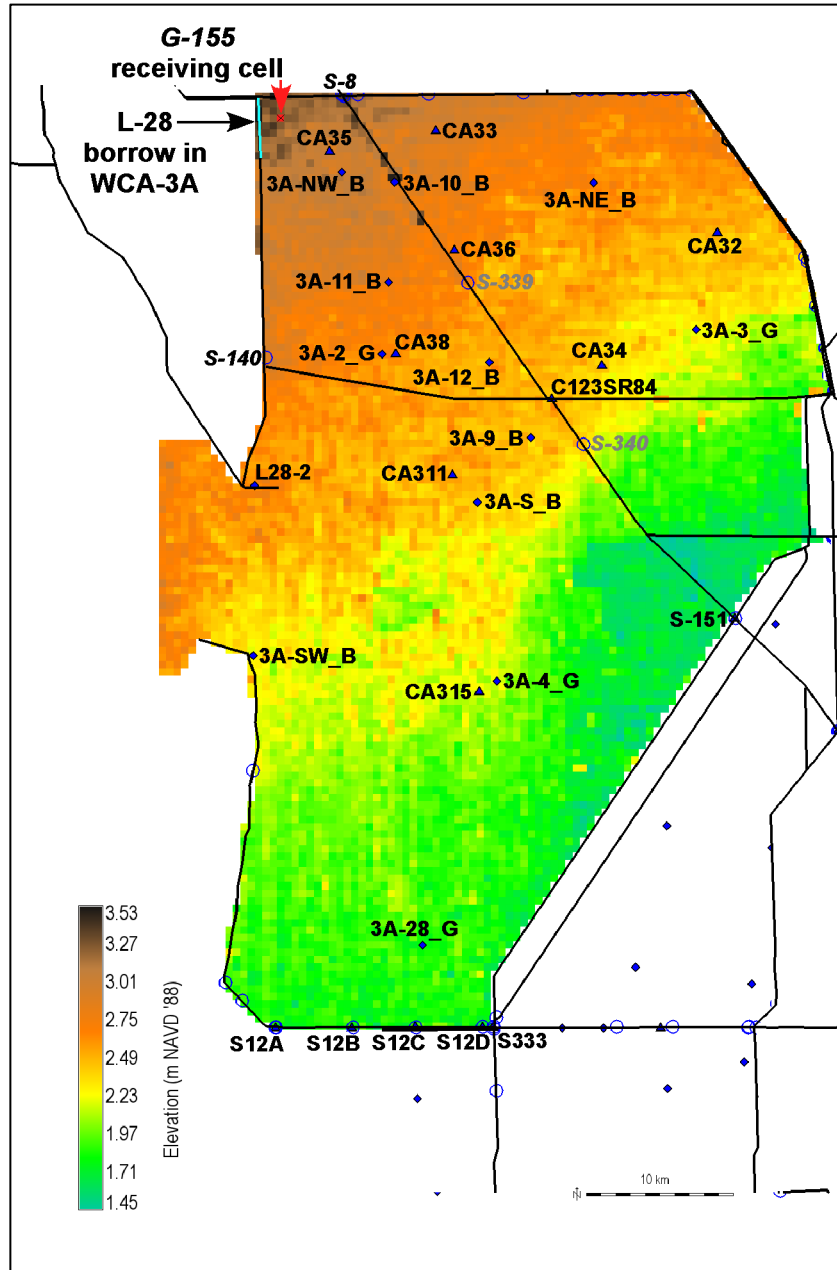 G-155
receiving cell
S-8
L-28
borrow in
WCA-3A
CA33
CA35
3A-NW_B
3A-10_B
3A-NE_B
CA32
CA36
3A-11_B
S-339
3A-3_G
S-140
3A-2_G
CA38
3A-12_B
CA34
C123SR84
3A-9_B
S-340
CA311
L28-2
3A-S_B
S-151
3A-SW_B
3A-4_G
CA315
3A-28_G
S12A
S12B
S12C
S12D
S333
3.53
3.27
3.01
2.75
2.49
2.23
1.97
1.71
1.45
Elevation (m NAVD '88)
N
10 km